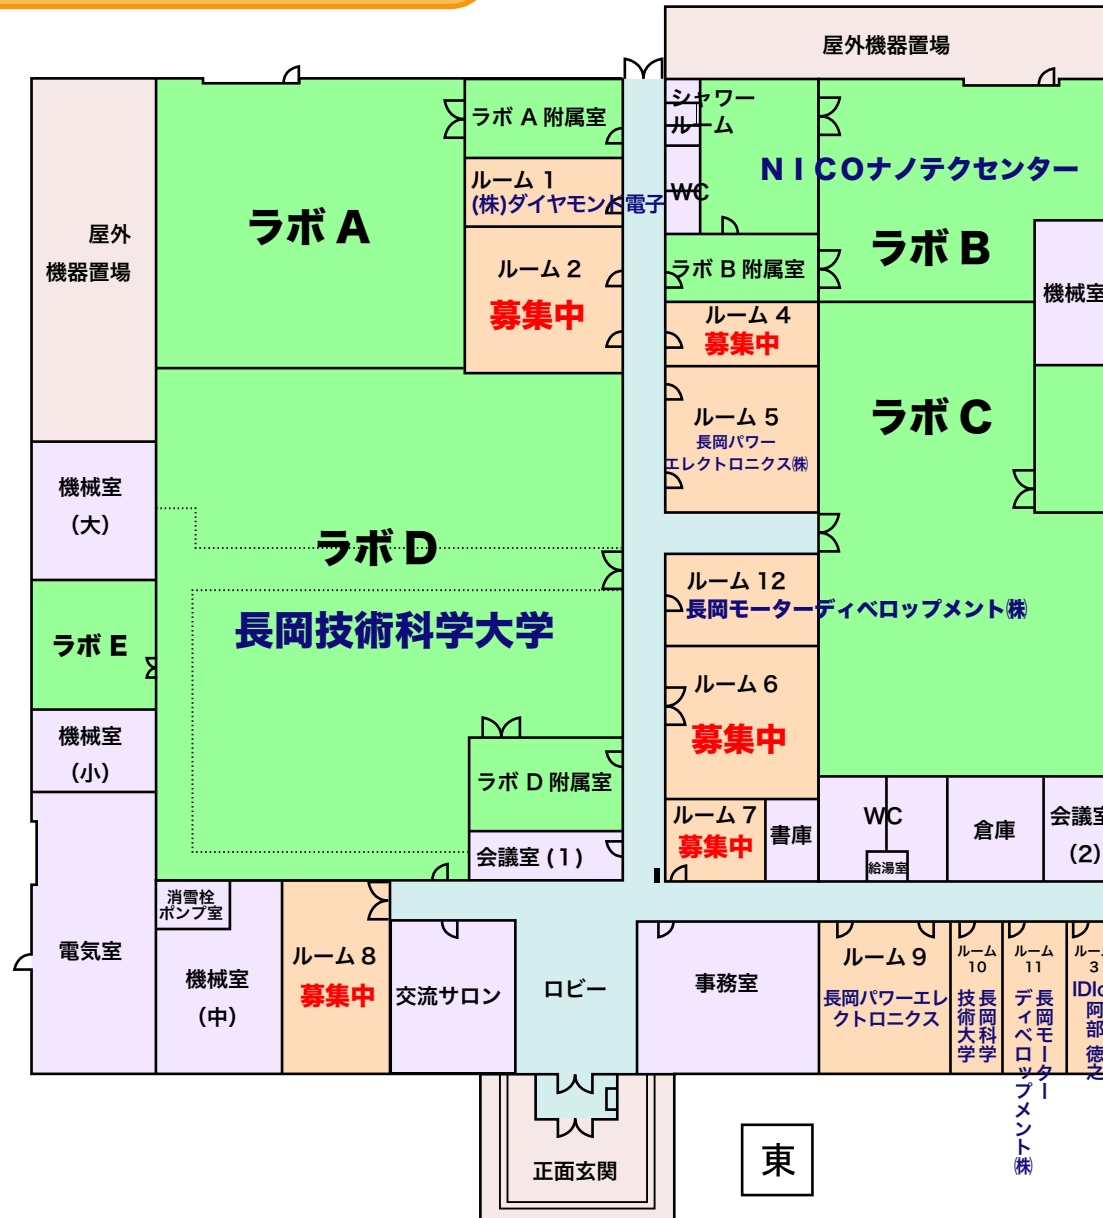 屋外機器置場
シャワー
ルーム
ラボ A 附属室
ルーム 1
(株)ダイヤモンド電子
WC
NICOナノテクセンター
ラボ A
ラボ B
屋外
機器置場
ルーム 2
募集中
ラボ B 附属室
機械室
ルーム 4
募集中
ルーム 5
長岡パワー
エレクトロニクス㈱
ラボ C
機械室
(大)
ラボ D
長岡技術科学大学
ルーム 12
長岡モーターディベロップメント㈱
ラボ E
ルーム 6
募集中
機械室
(小)
ラボ D 附属室
会議室 (1)
ルーム 7
募集中
書庫
WC
給湯室
倉庫
会議室
(2)
消雪栓
ポンプ室
電気室
機械室
(中)
ルーム 8
募集中
交流サロン
ロビー
事務室
ルーム 9
長岡パワーエレ
クトロニクス
ルーム
10
長岡科学
技術大学
ルーム
11
長岡モーター
ディベロップメント㈱
ルー
3
阿部 徳之
正面玄関
東